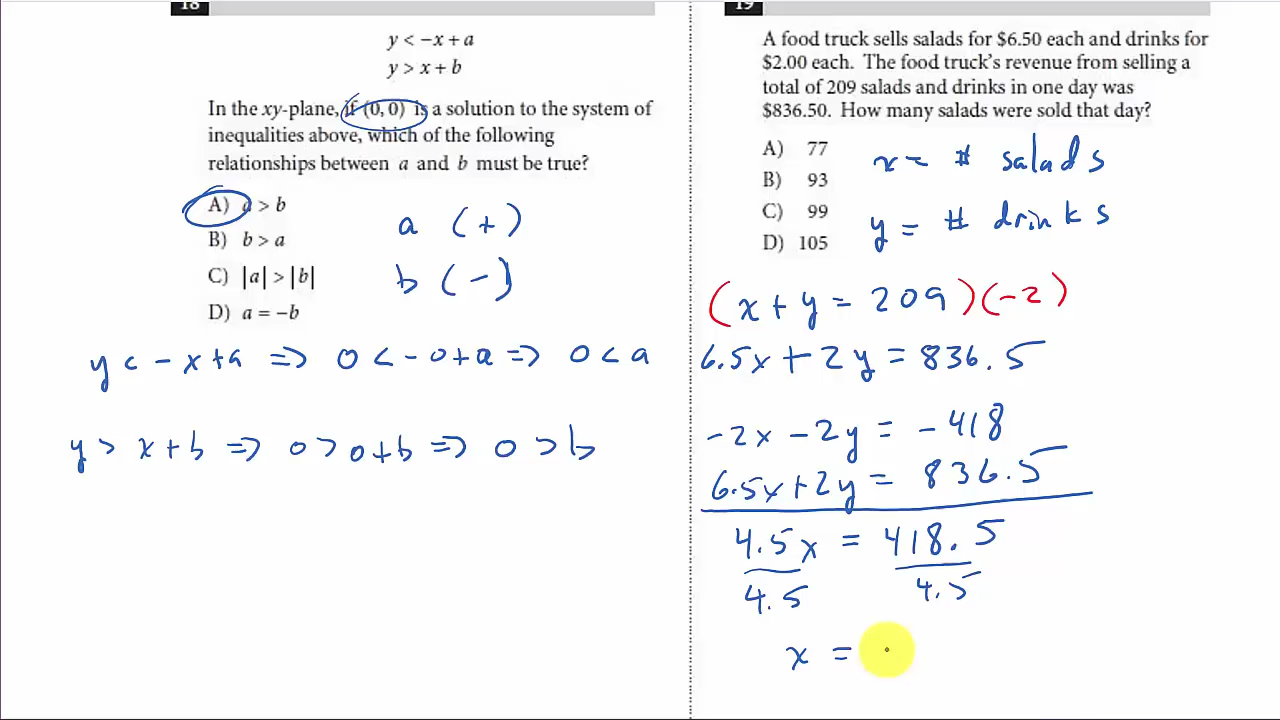 18
y < −x + a
y > x + b
In the xy-plane, if (0, 0) is a solution to the system of
inequalities above, which of the following
relationships between a and b must be true?
A) a > b
B) b > a
C) |a| > |b|
D) a = −b
a (+)
b (-)
y < - x + a => 0 < - 0 + a => 0 < a
y > x + b => 0 > 0 + b => 0 > b
19
A food truck sells salads for $6.50 each and drinks for
$2.00 each. The food truck's revenue from selling a
total of 209 salads and drinks in one day was
$836.50. How many salads were sold that day?
A) 77
B) 93
C) 99
D) 105
x = # salads
y = # drinks
(x + y = 209)(-2)
6.5x + 2y = 836.5
-2x - 2y = -418
6.5x + 2y = 836.5
4.5x = 418.5
4.5 4.5
x =